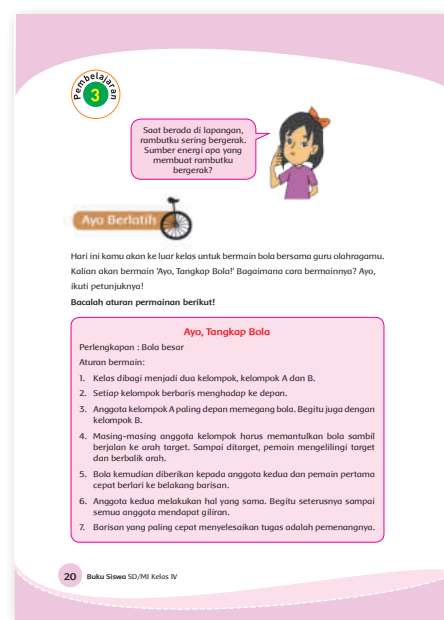 Pembelajaran
3
Saat berada di lapangan,
rambutku sering bergerak.
Sumber energi apa yang
membuat rambutku
bergerak?
Ayo Berlatih
Hari ini kamu akan ke luar kelas untuk bermain bola bersama guru olahragamu.
Kalian akan bermain ‘Ayo, Tangkap Bola!’ Bagaimana cara bermainnya? Ayo,
ikuti petunjuknya!
Bacalah aturan permainan berikut!
Ayo, Tangkap Bola
Perlengkapan : Bola besar
Aturan bermain:
1. Kelas dibagi menjadi dua kelompok, kelompok A dan B.
2. Setiap kelompok berbaris menghadap ke depan.
3. Anggota kelompok A paling depan memegang bola. Begitu juga dengan
kelompok B.
4. Masing-masing anggota kelompok harus memantulkan bola sambil
berjalan ke arah target. Sampai ditarget, pemain mengelilingi target
dan berbalik arah.
5. Bola kemudian diberikan kepada anggota kedua dan pemain pertama
cepat berlari ke belakang barisan.
6. Anggota kedua melakukan hal yang sama. Begitu seterusnya sampai
semua anggota mendapat giliran.
7. Barisan yang paling cepat menyelesaikan tugas adalah pemenangnya.
20 Buku Siswa SD/MI Kelas IV